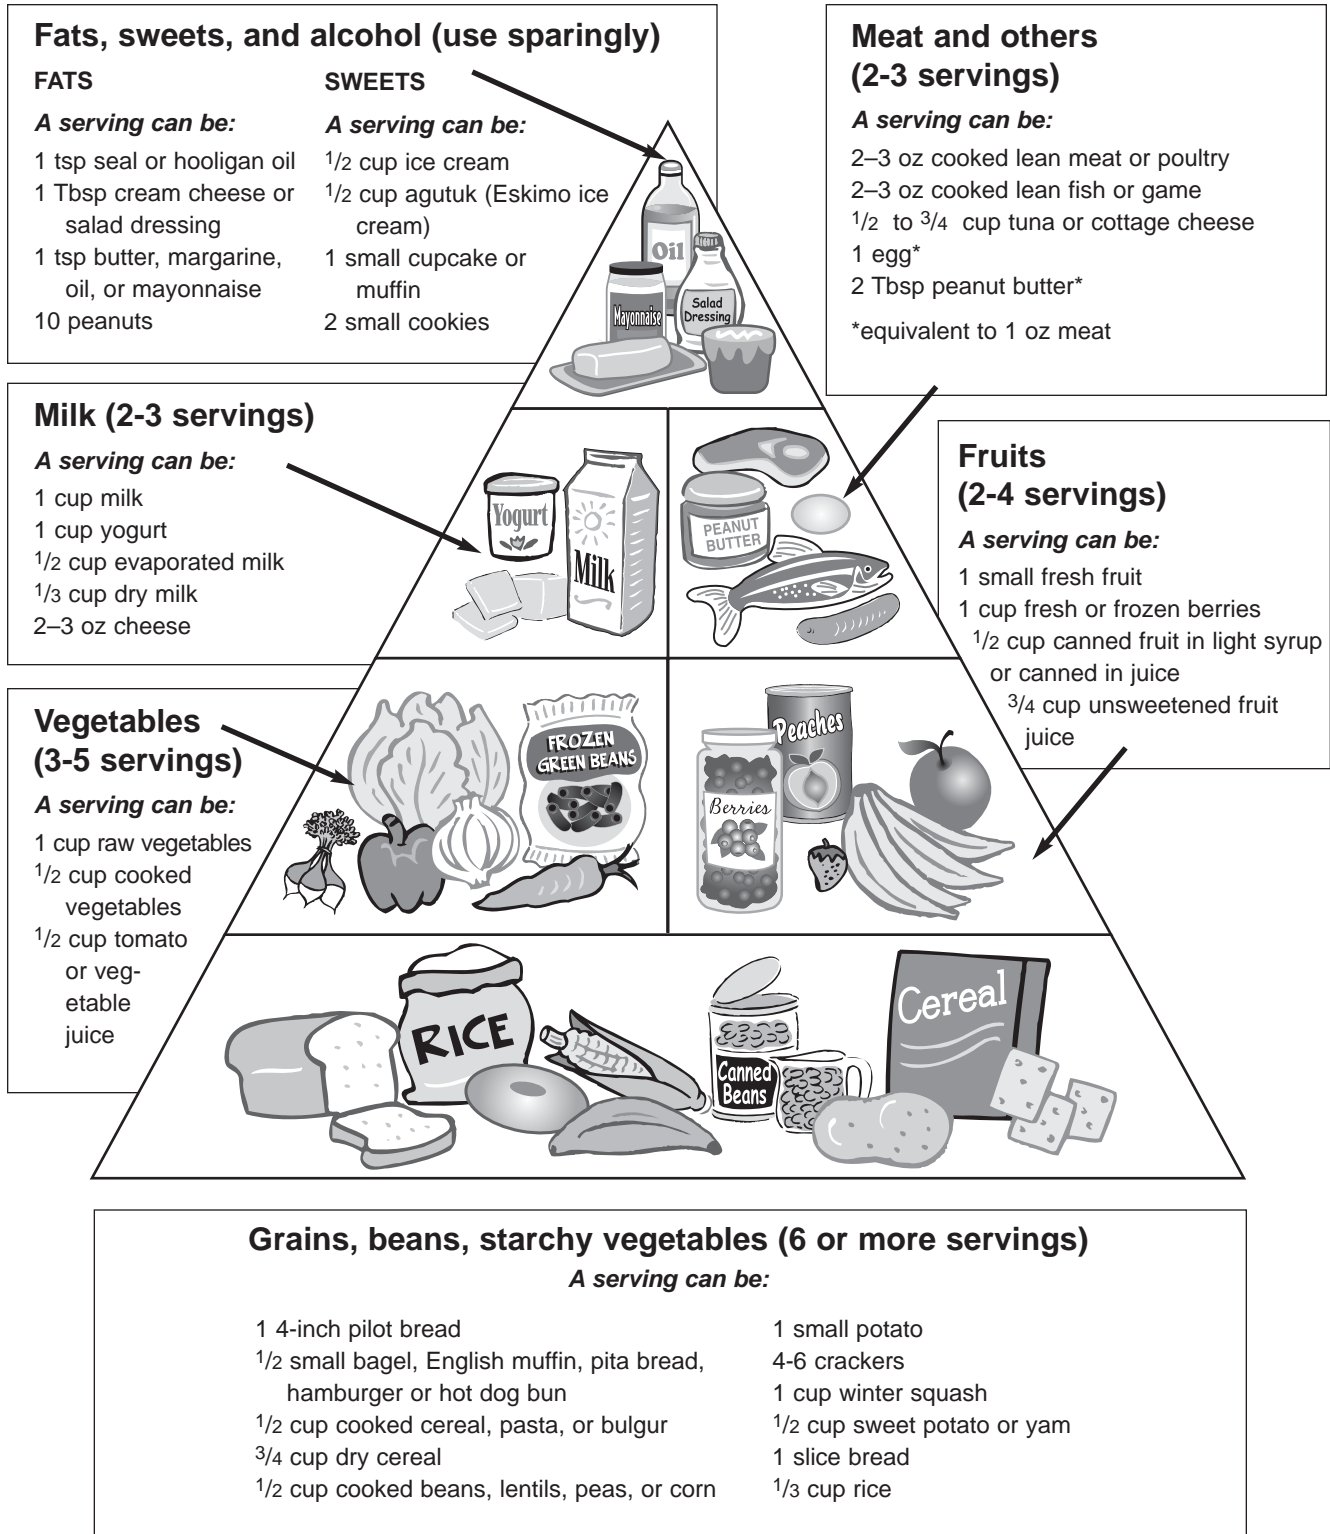 Fats, sweets, and alcohol (use sparingly)
FATS
A serving can be:
1 tsp seal or hooligan oil
1 Tbsp cream cheese or
salad dressing
1 tsp butter, margarine,
oil, or mayonnaise
10 peanuts
SWEETS
A serving can be:
1/2 cup ice cream
1/2 cup agutuk (Eskimo ice
cream)
1 small cupcake or
muffin
2 small cookies
Meat and others
(2-3 servings)
A serving can be:
2–3 oz cooked lean meat or poultry
2–3 oz cooked lean fish or game
1/2 to 3/4 cup tuna or cottage cheese
1 egg*
2 Tbsp peanut butter*
*equivalent to 1 oz meat
Oil
Mayonnaise
Salad
Dressing
Milk (2-3 servings)
A serving can be:
1 cup milk
1 cup yogurt
1/2 cup evaporated milk
1/3 cup dry milk
2–3 oz cheese
Yogurt
Milk
PEANUT
BUTTER
Fruits
(2-4 servings)
A serving can be:
1 small fresh fruit
1 cup fresh or frozen berries
1/2 cup canned fruit in light syrup
or canned in juice
3/4 cup unsweetened fruit
juice
Vegetables
(3-5 servings)
A serving can be:
1 cup raw vegetables
1/2 cup cooked
vegetables
1/2 cup tomato
or veg-
etable
juice
FROZEN
GREEN BEANS
Peaches
Berries
RICE
Canned
Beans
Cereal
Grains, beans, starchy vegetables (6 or more servings)
A serving can be:
1 4-inch pilot bread
1/2 small bagel, English muffin, pita bread,
hamburger or hot dog bun
1/2 cup cooked cereal, pasta, or bulgur
3/4 cup dry cereal
1/2 cup cooked beans, lentils, peas, or corn
1 small potato
4-6 crackers
1 cup winter squash
1/2 cup sweet potato or yam
1 slice bread
1/3 cup rice